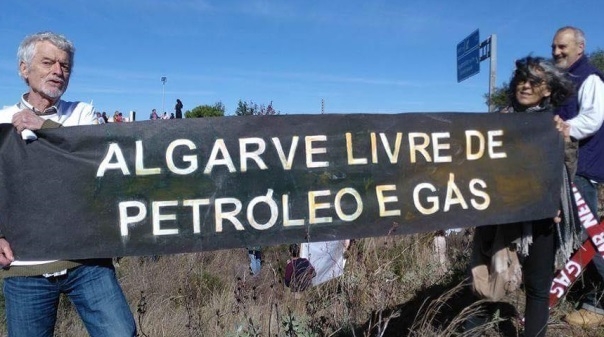 ALGARVE LIVRE DE
PETRÓLEO E GÁS